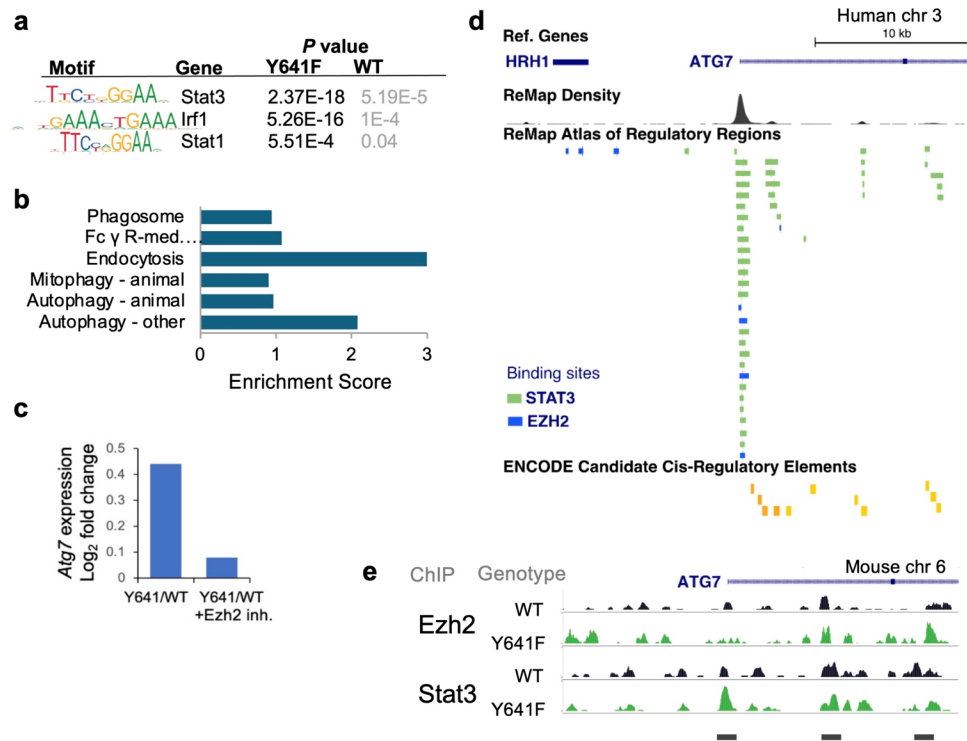 a
P value
Motif Gene Y641F WT
TTCTGGGAA Stat3 2.37E-18 5.19E-5
GAAACTGAAA Irf1 5.26E-16 1E-4
TTCCGGAA Stat1 5.51E-4 0.04
b
Phagosome
Fc γ R-med....
Endocytosis
Mitophagy - animal
Autophagy - animal
Autophagy - other
0 1 2 3
Enrichment Score
c
Atg7 expression
Log2 fold change
0.5
0.4
0.3
0.2
0.1
0
Y641/WT Y641/WT
+Ezh2 inh.
d
Human chr 3
10 kb
Ref. Genes
HRH1 ATG7
ReMap Density
ReMap Atlas of Regulatory Regions
Binding sites
STAT3
EZH2
ENCODE Candidate Cis-Regulatory Elements
e
ChIP Genotype
Mouse chr 6
ATG7
Ezh2
WT
Y641F
Stat3
WT
Y641F